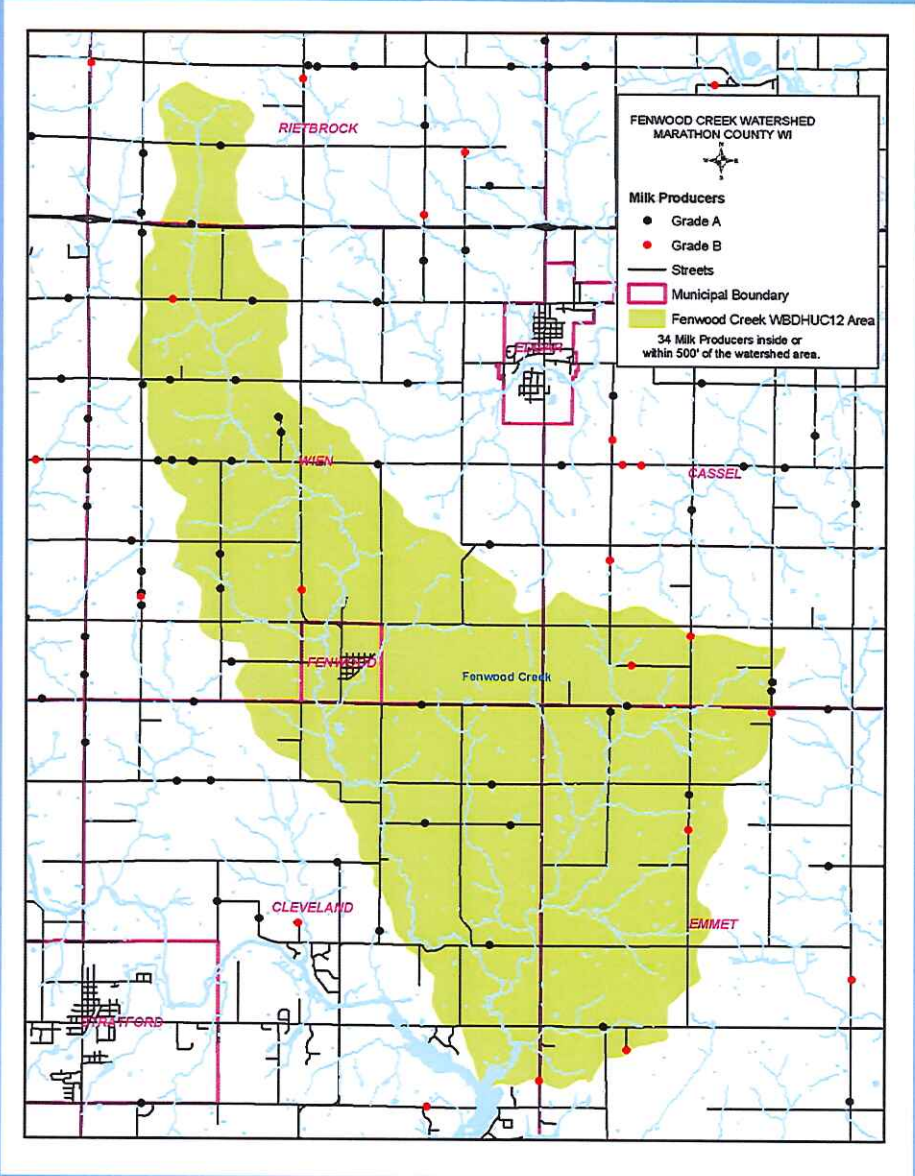 RIETBROCK
FENWOOD CREEK WATERSHED
MARATHON COUNTY WI
N
W
E
S
Milk Producers
Grade A
Grade B
Streets
Municipal Boundary
Fenwood Creek WBDHUC12 Area
34 Milk Producers inside or
within 500' of the watershed area.
WIEN
CASSEL
FENWOOD
Fenwood Creek
CLEVELAND
EMMET
STRATFORD